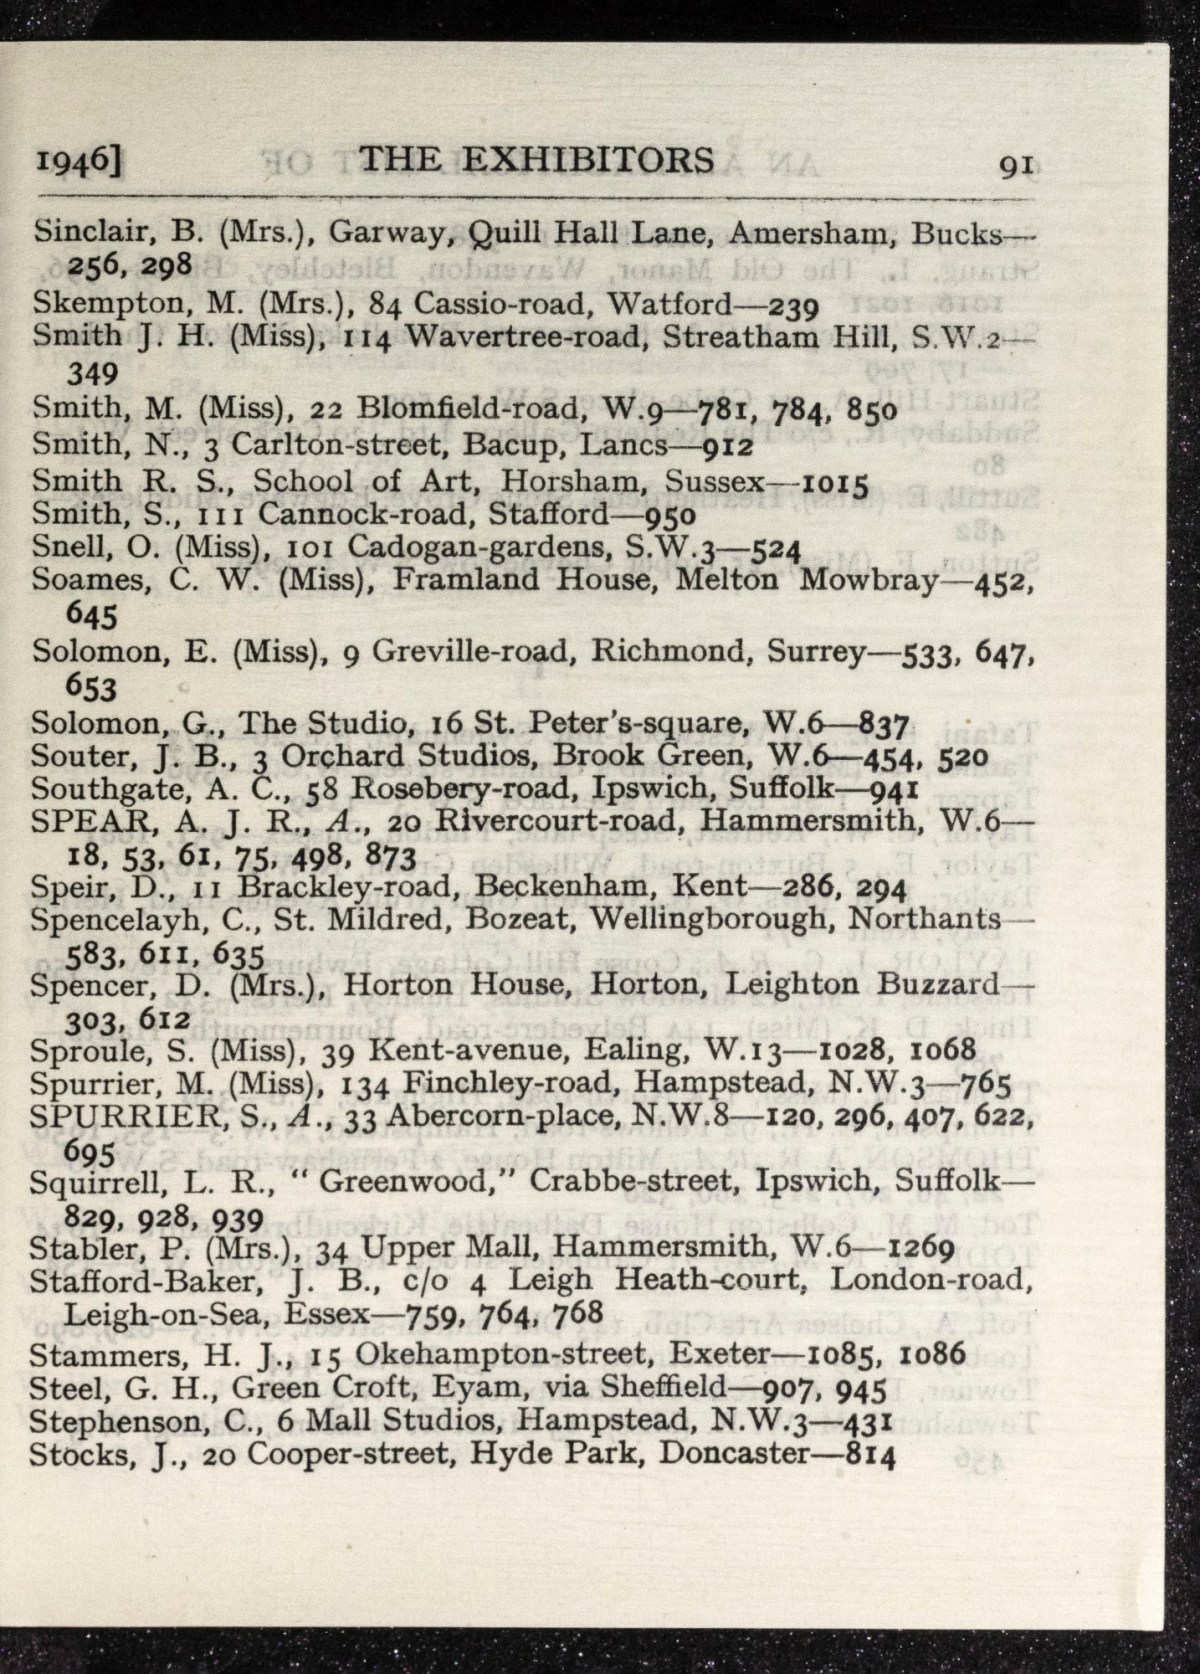 1946] THE EXHIBITORS 91
Sinclair, B. (Mrs.), Garway, Quill Hall Lane, Amersham, Bucks—
256, 298
Skempton, M. (Mrs.), 84 Cassio-road, Watford—239
Smith J. H. (Miss), 114 Wavertree-road, Streatham Hill, S.W.2—
349
Smith, M. (Miss), 22 Blomfield-road, W.9—781, 784, 850
Smith, N., 3 Carlton-street, Bacup, Lancs—912
Smith R. S., School of Art, Horsham, Sussex—1015
Smith, S., 111 Cannock-road, Stafford—950
Snell, O. (Miss), 101 Cadogan-gardens, S.W.3—524
Soames, C. W. (Miss), Framland House, Melton Mowbray—452,
645
Solomon, E. (Miss), 9 Greville-road, Richmond, Surrey—533, 647,
653
Solomon, G., The Studio, 16 St. Peter's-square, W.6—837
Souter, J. B., 3 Orchard Studios, Brook Green, W.6—454, 520
Southgate, A. C., 58 Rosebery-road, Ipswich, Suffolk—941
SPEAR, A. J. R., A., 20 Rivercourt-road, Hammersmith, W.6—
18, 53, 61, 75, 498, 873
Speir, D., 11 Brackley-road, Beckenham, Kent—286, 294
Spencelayh, C., St. Mildred, Bozeat, Wellingborough, Northants—
583, 611, 635
Spencer, D. (Mrs.), Horton House, Horton, Leighton Buzzard—
303, 612
Sproule, S. (Miss), 39 Kent-avenue, Ealing, W.13—1028, 1068
Spurrier, M. (Miss), 134 Finchley-road, Hampstead, N.W.3—765
SPURRIER, S., A., 33 Abercorn-place, N.W.8—120, 296, 407, 622,
695
Squirrell, L. R., " Greenwood," Crabbe-street, Ipswich, Suffolk—
829, 928, 939
Stabler, P. (Mrs.), 34 Upper Mall, Hammersmith, W.6—1269
Stafford-Baker, J. B., c/o 4 Leigh Heath-court, London-road,
Leigh-on-Sea, Essex—759, 764, 768
Stammers, H. J., 15 Okehampton-street, Exeter—1085, 1086
Steel, G. H., Green Croft, Eyam, via Sheffield—907, 945
Stephenson, C., 6 Mall Studios, Hampstead, N.W.3—431
Stocks, J., 20 Cooper-street, Hyde Park, Doncaster—814